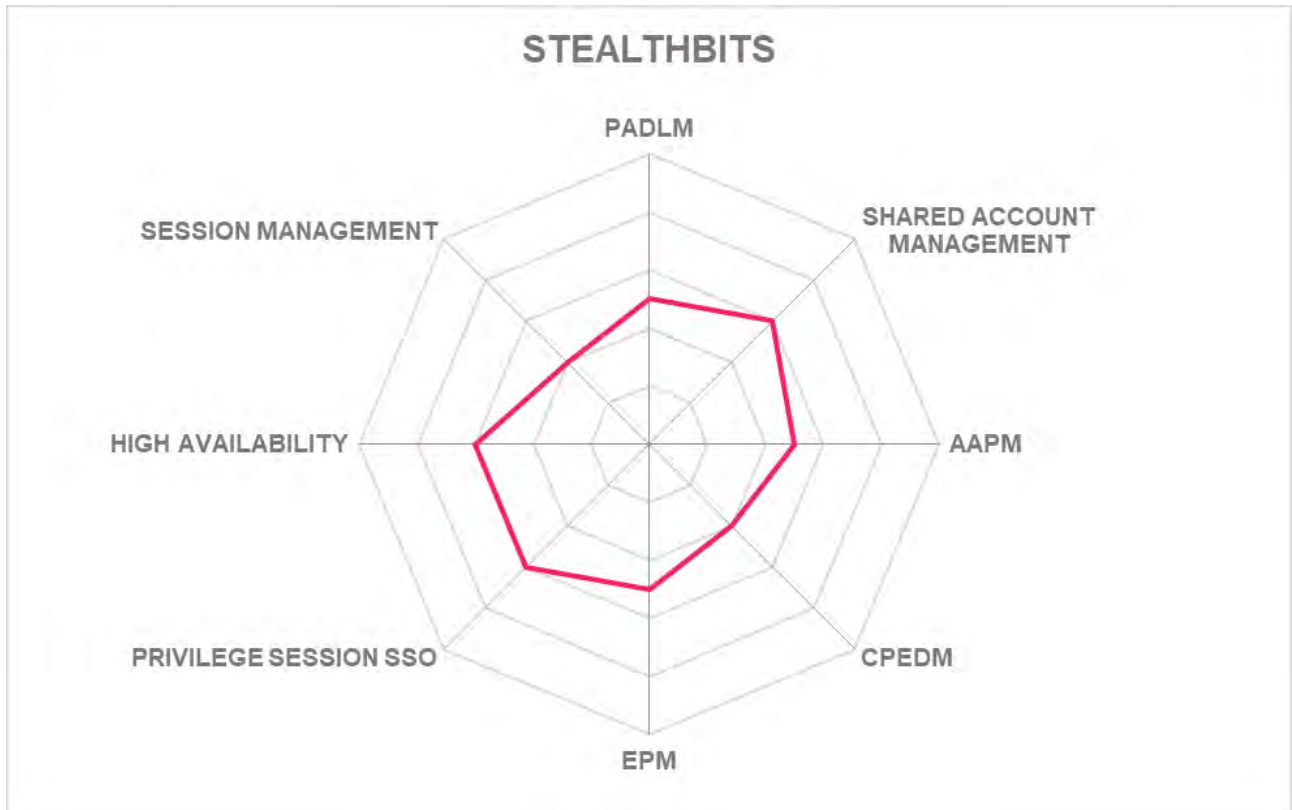 STEALTHBITS
PADLM
SHARED ACCOUNT
MANAGEMENT
SESSION MANAGEMENT
HIGH AVAILABILITY
AAPM
PRIVILEGE SESSION SSO
CPEDM
EPM